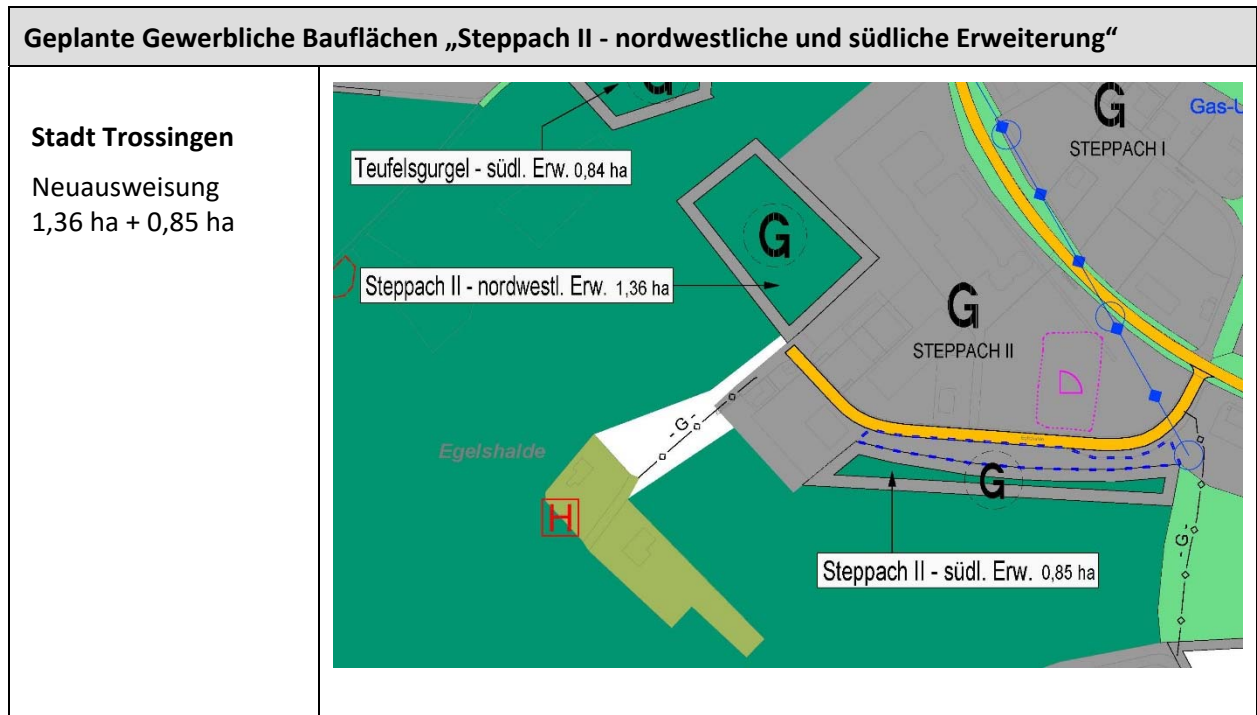 Geplante Gewerbliche Bauflächen „Steppach II - nordwestliche und südliche Erweiterung“
Stadt Trossingen
Neuausweisung
1,36 ha + 0,85 ha
G
G
STEPPACH I
Gas-U
Teufelsgurgel - südl. Erw. 0,84 ha
G
Steppach II - nordwestl. Erw. 1,36 ha
G
STEPPACH II
- G -
Egelshalde
G
H
- G -
Steppach II - südl. Erw. 0,85 ha